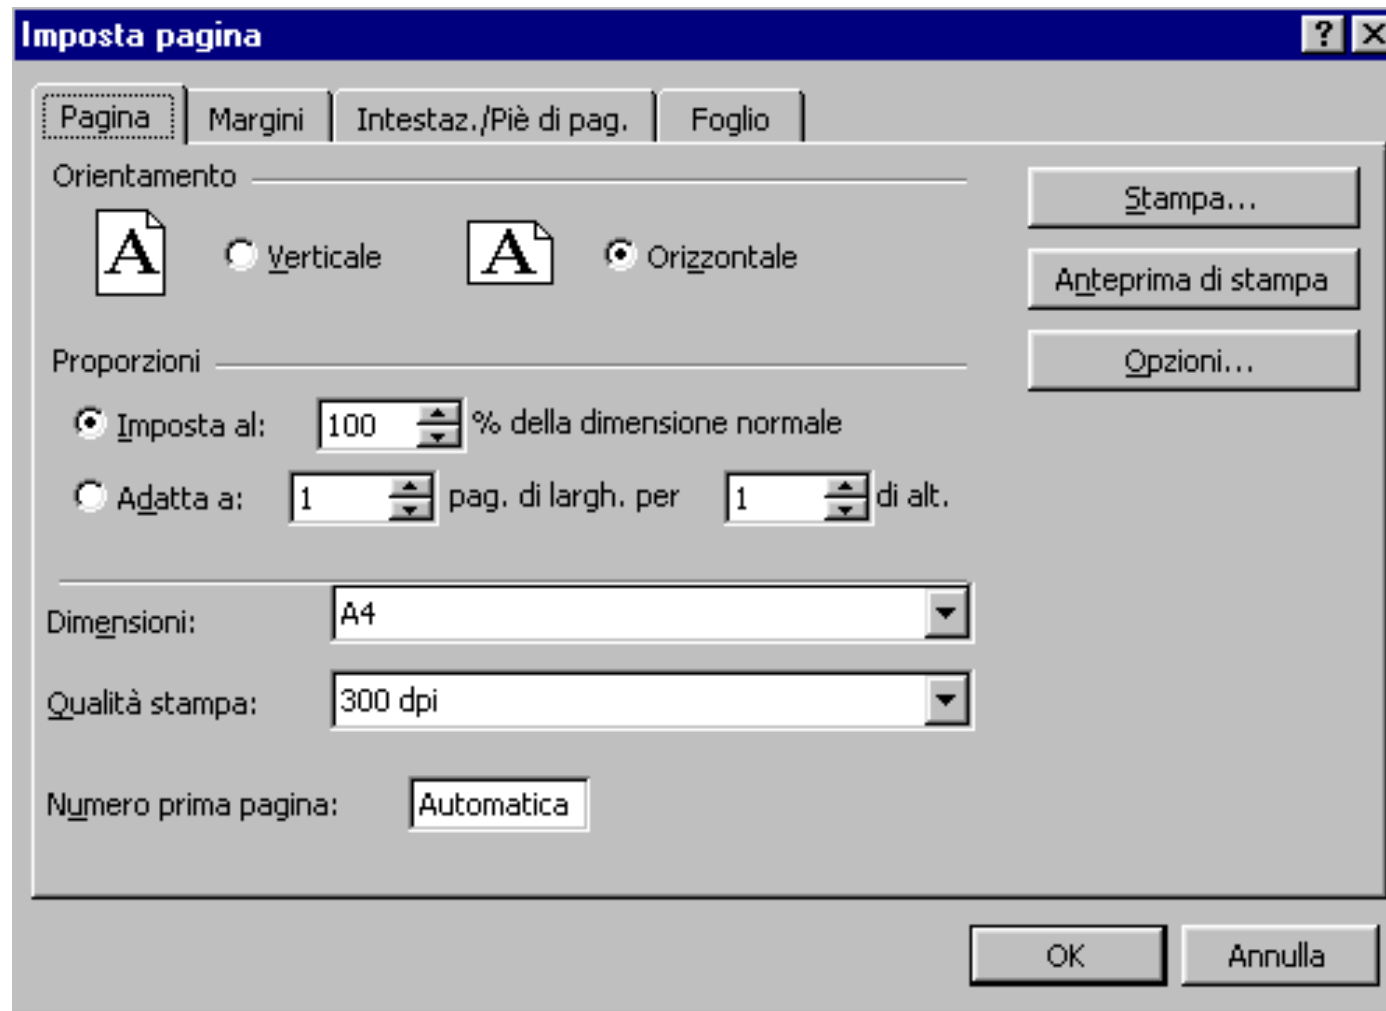 Imposta pagina
Pagina Margini Intestaz./Piè di pag. Foglio
Orientamento
A Verticale A Orizzontale
Stampa...
Anteprima di stampa
Opzioni...
Proporzioni
Imposta al: 100 % della dimensione normale
Adatta a: 1 pag. di largh. per 1 di alt.
Dimensioni: A4
Qualità stampa: 300 dpi
Numero prima pagina: Automatica
OK Annulla